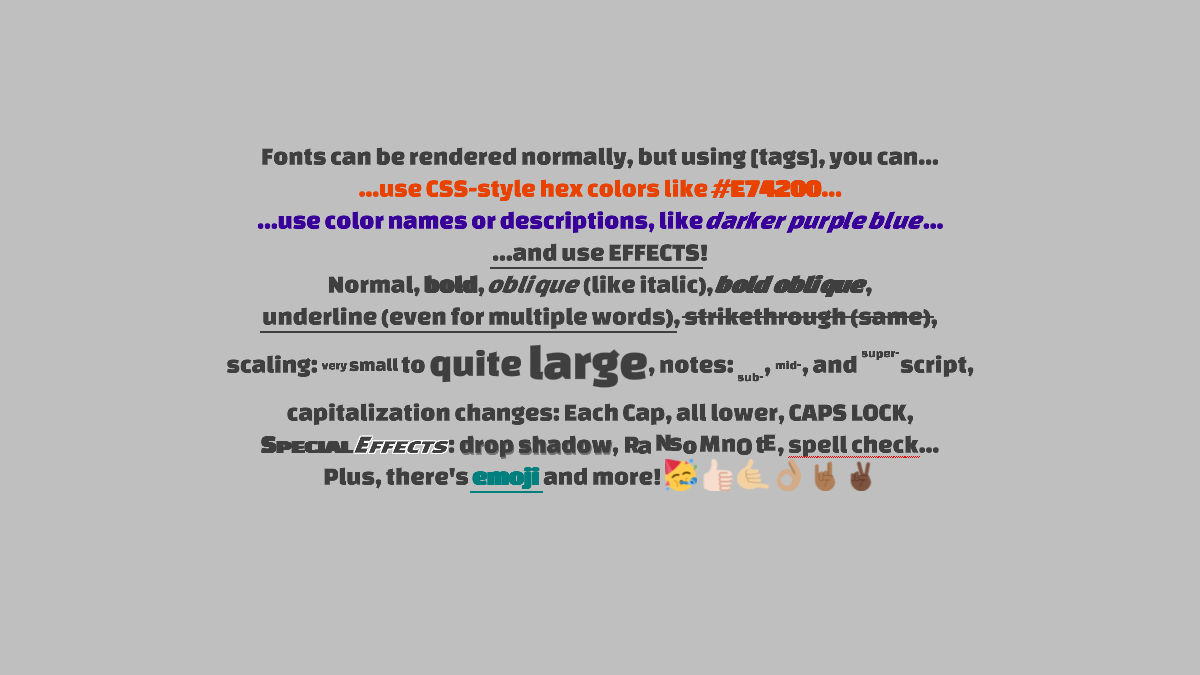 Fonts can be rendered normally, but using [tags], you can...
...use CSS-style hex colors like #E74200...
...use color names or descriptions, like darker purple blue...
...and use EFFECTS!
Normal, bold, oblique (like italic), bold oblique,
underline (even for multiple words), strikethrough (same),
scaling: very small to quite large, notes: sub-, mid-, and super-script,
capitalization changes: Each Cap, all lower, CAPS LOCK,
SPECIAL EFFECTS: drop shadow, RaNsoMnotE, spell check...
Plus, there's emoji and more! 🥳👍🏻🤙🏼👌🏽🤘🏾✌🏿